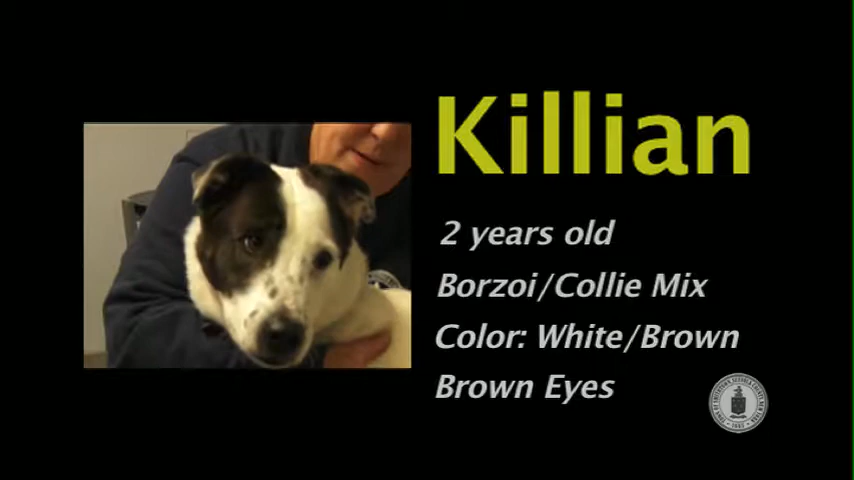 Killian
2 years old
Borzoi/Collie Mix
Color: White/Brown
Brown Eyes